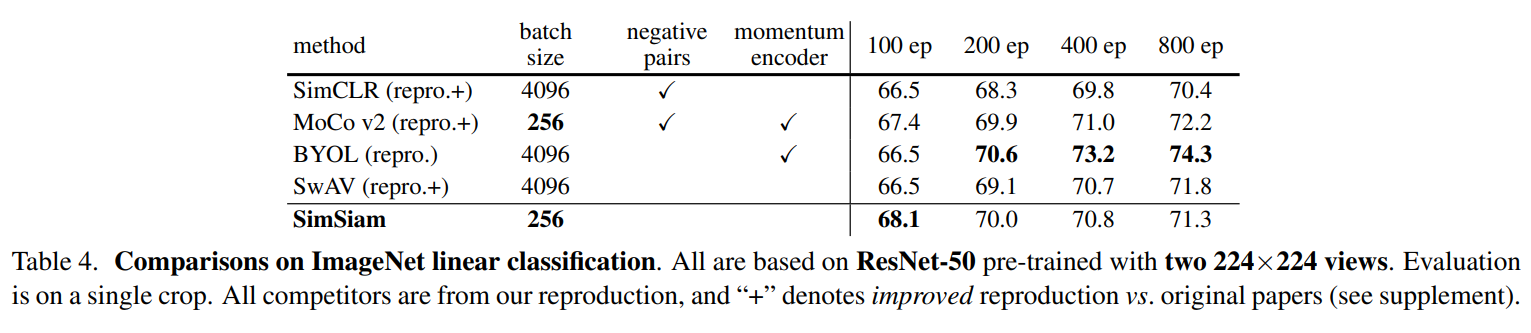 method batch size negative pairs momentum encoder 100 ep 200 ep 400 ep 800 ep
SimCLR (repro.+) 4096 ✓ 66.5 68.3 69.8 70.4
MoCo v2 (repro.+) 256 ✓ ✓ 67.4 69.9 71.0 72.2
BYOL (repro.) 4096 ✓ 66.5 70.6 73.2 74.3
SwAV (repro.+) 4096 66.5 69.1 70.7 71.8
SimSiam 256 68.1 70.0 70.8 71.3
Table 4. Comparisons on ImageNet linear classification. All are based on ResNet-50 pre-trained with two 224×224 views. Evaluation
is on a single crop. All competitors are from our reproduction, and “+” denotes improved reproduction vs. original papers (see supplement).